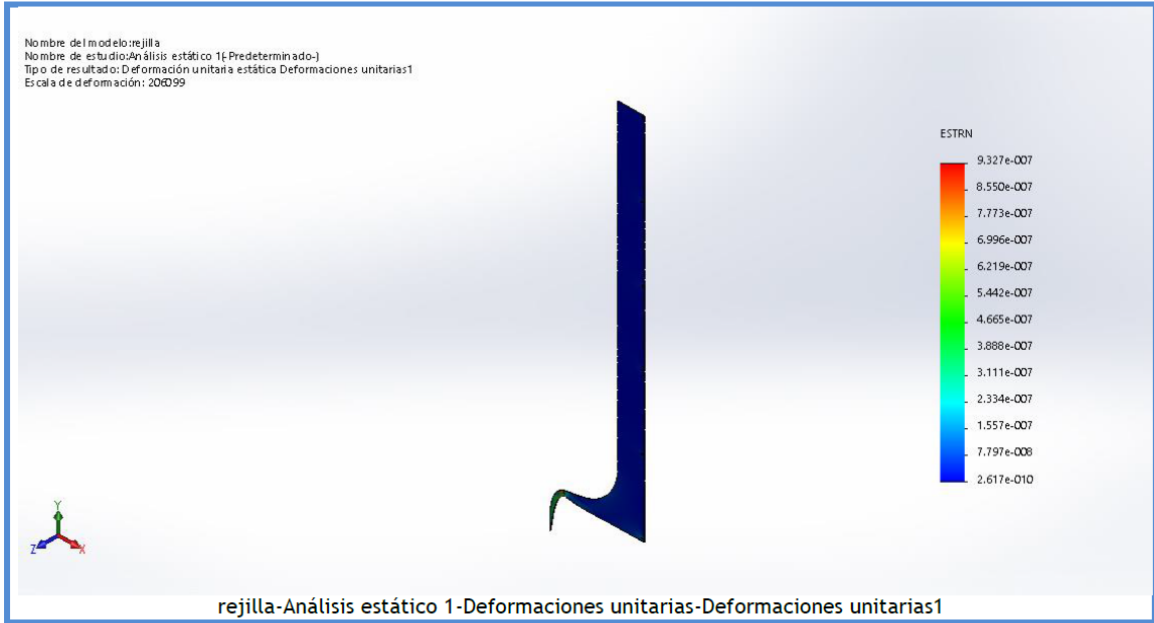 Nombre del modelo:rejilla
Nombre de estudio:Análisis estático 1(-Predeterminado-)
Tipo de resultado: Deformación unitaria estática Deformaciones unitarias1
Escala de deformación: 206099
ESTRN
9.327e-007
8.550e-007
7.773e-007
6.996e-007
6.219e-007
5.442e-007
4.665e-007
3.888e-007
3.111e-007
2.334e-007
1.557e-007
7.797e-008
2.617e-010
Y
Z
X
rejilla-Análisis estático 1-Deformaciones unitarias-Deformaciones unitarias1